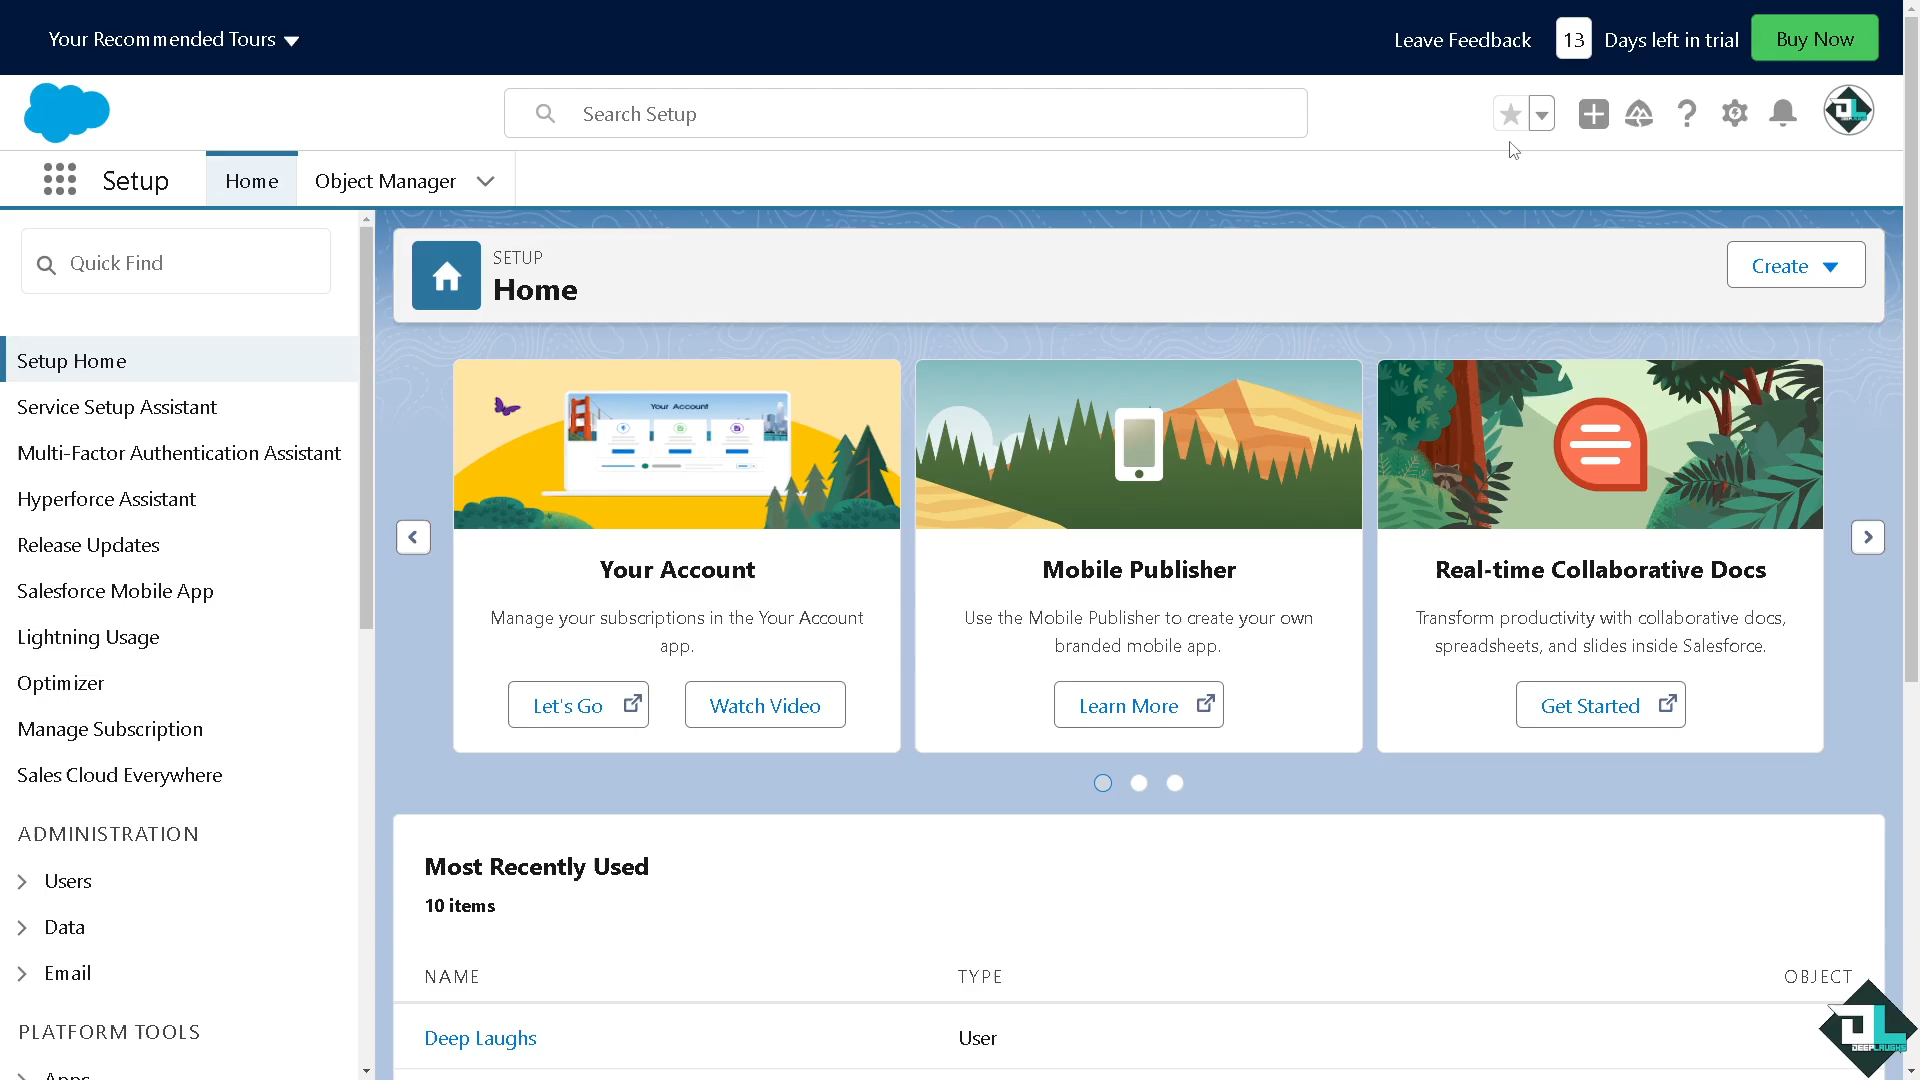 Your Recommended Tours
Leave Feedback
13
Days left in trial
Buy Now
Search Setup
Setup
Home
Object Manager
Quick Find
SETUP
Home
Create
Setup Home
Service Setup Assistant
Multi-Factor Authentication Assistant
Hyperforce Assistant
Release Updates
Salesforce Mobile App
Lightning Usage
Optimizer
Manage Subscription
Sales Cloud Everywhere
ADMINISTRATION
Users
Data
Email
PLATFORM TOOLS
Apps
Your Account
Your Account
Manage your subscriptions in the Your Account
app.
Let's Go
Watch Video
Mobile Publisher
Use the Mobile Publisher to create your own
branded mobile app.
Learn More
Real-time Collaborative Docs
Transform productivity with collaborative docs,
spreadsheets, and slides inside Salesforce.
Get Started
Most Recently Used
10 items
NAME
TYPE
OBJECT
Deep Laughs
User
DEEPLAUGHS